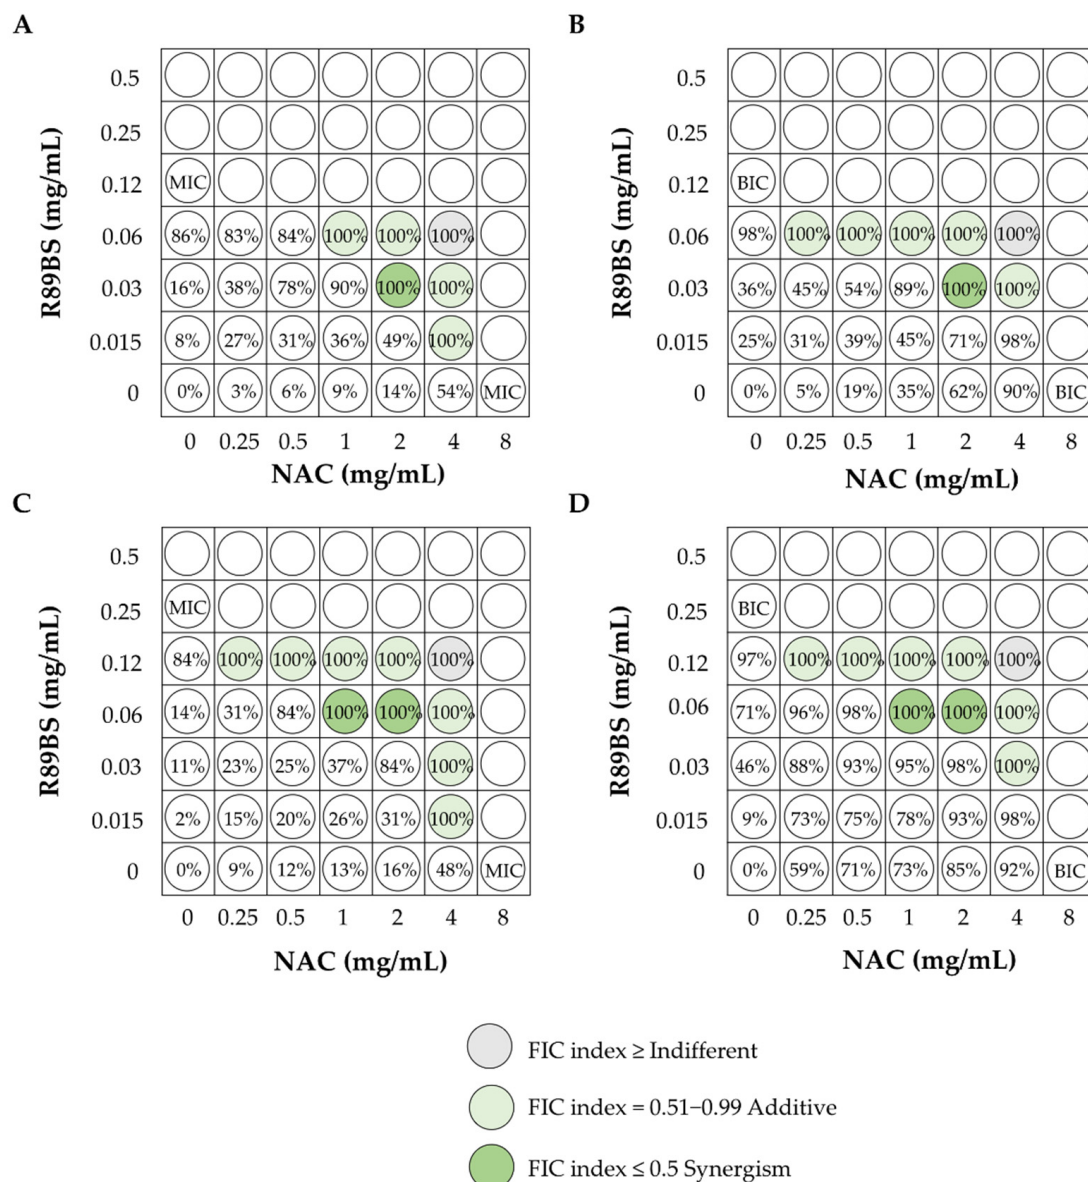 A
B
R89BS (mg/mL)
0.5
0.25
0.12 MIC
0.06 86% 83% 84% 100% 100% 100%
0.03 16% 38% 78% 90% 100% 100%
0.015 8% 27% 31% 36% 49% 100%
0 0% 3% 6% 9% 14% 54% MIC
0 0.25 0.5 1 2 4 8
NAC (mg/mL)
R89BS (mg/mL)
0.5
0.25
0.12 BIC
0.06 98% 100% 100% 100% 100% 100%
0.03 36% 45% 54% 89% 100% 100%
0.015 25% 31% 39% 45% 71% 98%
0 0% 5% 19% 35% 62% 90% BIC
0 0.25 0.5 1 2 4 8
NAC (mg/mL)
C
D
R89BS (mg/mL)
0.5
0.25 MIC
0.12 84% 100% 100% 100% 100% 100%
0.06 14% 31% 84% 100% 100% 100%
0.03 11% 23% 25% 37% 84% 100%
0.015 2% 15% 20% 26% 31% 100%
0 0% 9% 12% 13% 16% 48% MIC
0 0.25 0.5 1 2 4 8
NAC (mg/mL)
R89BS (mg/mL)
0.5
0.25 BIC
0.12 97% 100% 100% 100% 100% 100%
0.06 71% 96% 98% 100% 100% 100%
0.03 46% 88% 93% 95% 98% 100%
0.015 9% 73% 75% 78% 93% 98%
0 0% 59% 71% 73% 85% 92% BIC
0 0.25 0.5 1 2 4 8
NAC (mg/mL)
FIC index ≥ Indifferent
FIC index = 0.51–0.99 Additive
FIC index ≤ 0.5 Synergism